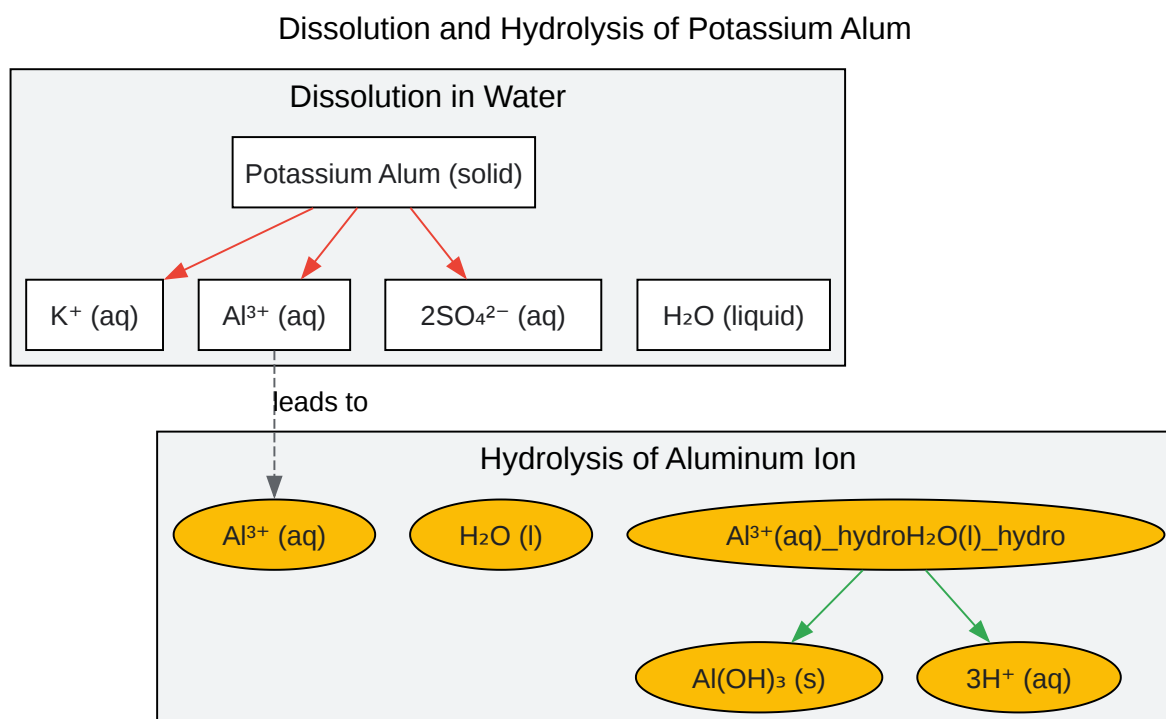 Dissolution and Hydrolysis of Potassium Alum
Dissolution in Water
Potassium Alum (solid)
K⁺ (aq)
Al³⁺ (aq)
2SO₄²⁻ (aq)
H₂O (liquid)
leads to
Hydrolysis of Aluminum Ion
Al³⁺ (aq)
H₂O (l)
Al³⁺(aq)_hydroH₂O(l)_hydro
Al(OH)₃ (s)
3H⁺ (aq)